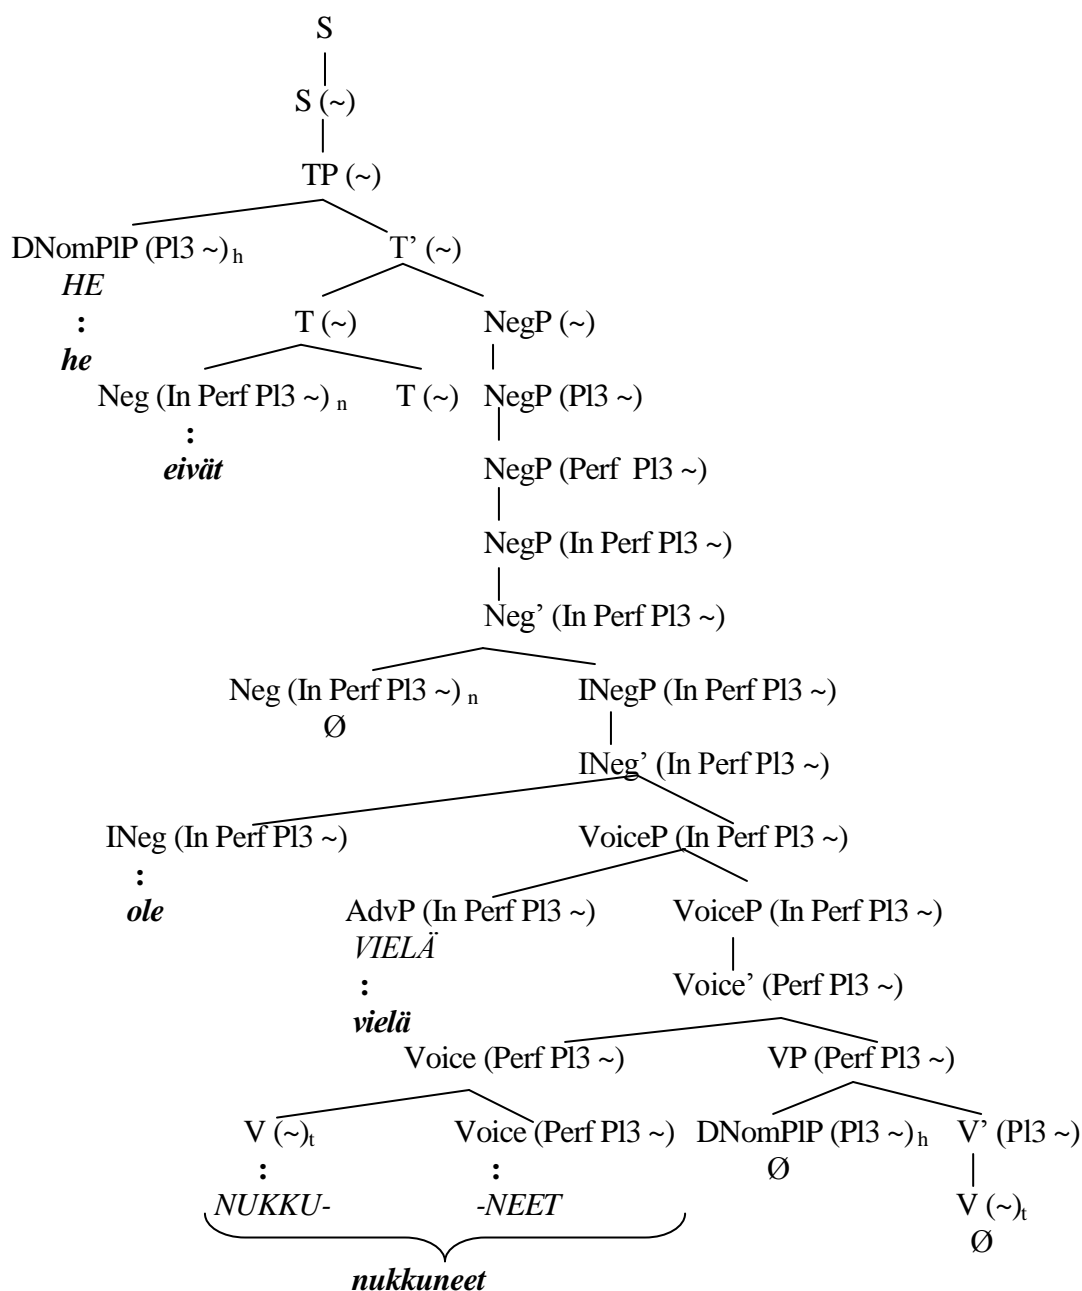 S
S (~)
TP (~)
DNomPlP (Pl3 ~) h T’ (~)
HE
: T (~) NegP (~)
he
Neg (In Perf Pl3 ~) n T (~) NegP (Pl3 ~)
:
eivät NegP (Perf Pl3 ~)
NegP (In Perf Pl3 ~)
Neg’ (In Perf Pl3 ~)
Neg (In Perf Pl3 ~) n INegP (In Perf Pl3 ~)
Ø
INeg’ (In Perf Pl3 ~)
INeg (In Perf Pl3 ~) VoiceP (In Perf Pl3 ~)
:
ole AdvP (In Perf Pl3 ~) VoiceP (In Perf Pl3 ~)
VIELÄ
: Voice’ (Perf Pl3 ~)
vielä
Voice (Perf Pl3 ~) VP (Perf Pl3 ~)
V (~)t Voice (Perf Pl3 ~) DNomPlP (Pl3 ~) h V’ (Pl3 ~)
: : Ø
NUKKU- -NEET V (~)t
Ø
nukkuneet